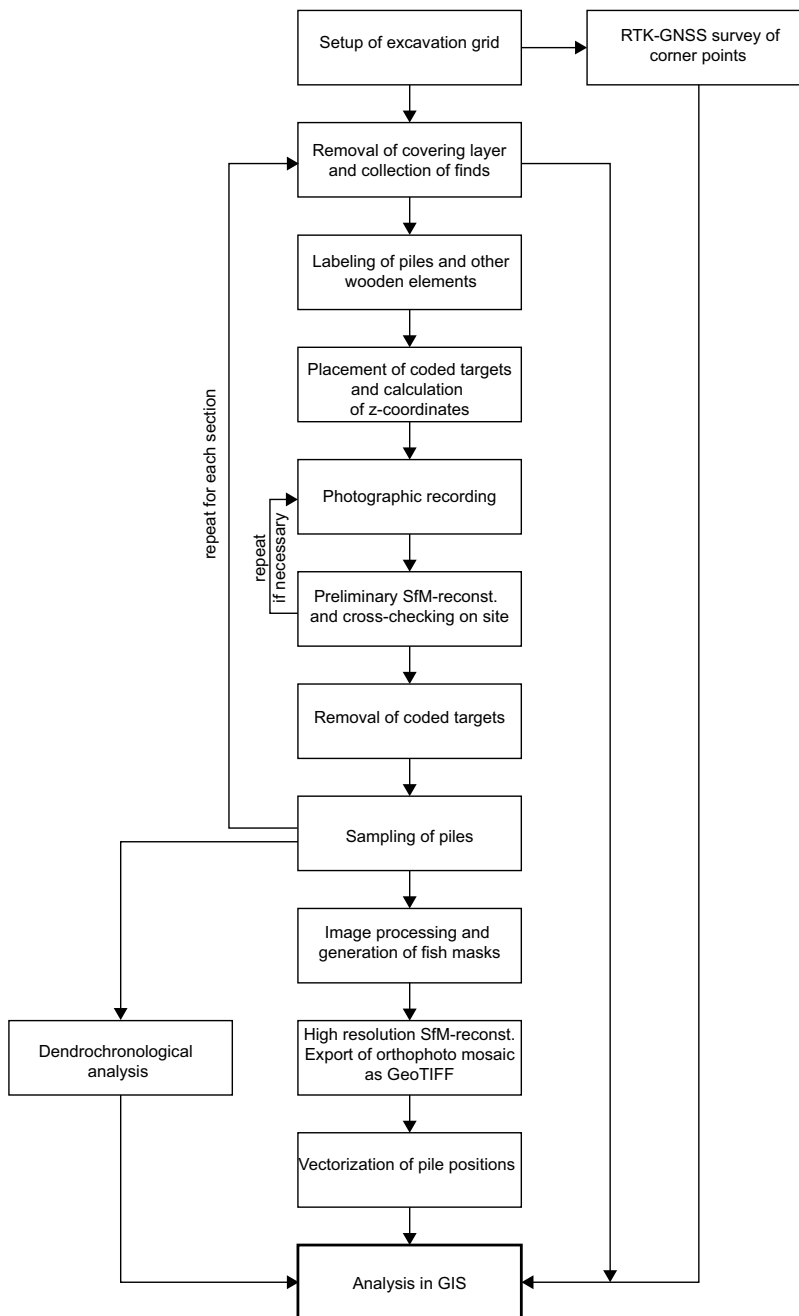 Setup of excavation grid
RTK-GNSS survey of
corner points
Removal of covering layer
and collection of finds
Labeling of piles and other
wooden elements
Placement of coded targets
and calculation
of z-coordinates
repeat for each section
Photographic recording
repeat
if necessary
Preliminary SfM-reconst.
and cross-checking on site
Removal of coded targets
Sampling of piles
Image processing and
generation of fish masks
Dendrochronological
analysis
High resolution SfM-reconst.
Export of orthophoto mosaic
as GeoTIFF
Vectorization of pile positions
Analysis in GIS